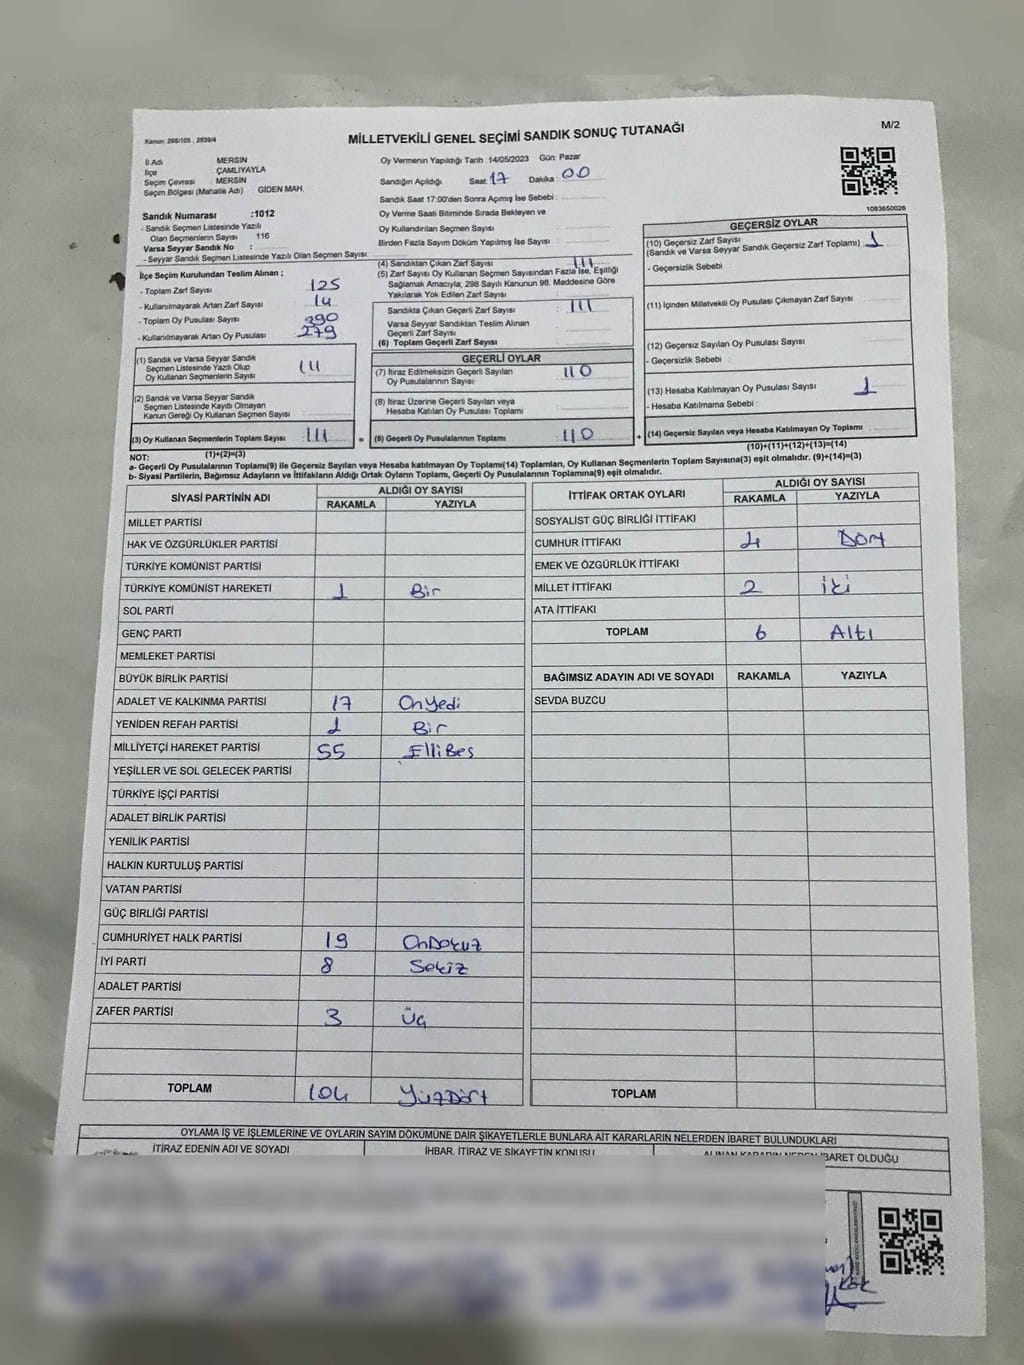 Kanun: 298/105 , 2839/4
MİLLETVEKİLİ GENEL SEÇİMİ SANDIK SONUÇ TUTANAĞI
M/2
İl Adı MERSİN
İlçe ÇAMLIYAYLA
Seçim Çevresi MERSİN
Seçim Bölgesi (Mahalle Adı) GİDEN MAH.
Oy Vermenin Yapıldığı Tarih : 14/05/2023 Gün: Pazar
Sandığın Açıldığı Saat: 17 Dakika : 00
Sandık Saat 17:00'den Sonra Açımış İse Sebebi :
Oy Verme Saati Bitiminde Sırada Bekleyen ve
Oy Kullandırılan Seçmen Sayısı
Birden Fazla Sayım Döküm Yapılmış İse Sayısı
1083650026
Sandık Numarası :1012
- Sandık Seçmen Listesinde Yazılı
Olan Seçmenlerin Sayısı 116
Varsa Seyyar Sandık No :
- Seyyar Sandık Seçmen Listesinde Yazılı Olan Seçmen Sayısı:
İlçe Seçim Kurulundan Teslim Alınan ;
- Toplam Zarf Sayısı 125
- Kullanılmayarak Artan Zarf Sayısı 14
- Toplam Oy Pusulası Sayısı 390
- Kullanılmayarak Artan Oy Pusulası 279
(1) Sandık ve Varsa Seyyar Sandık
Seçmen Listesinde Yazılı Olup
Oy Kullanan Seçmenlerin Sayısı 111
(2) Sandık ve Varsa Seyyar Sandık
Seçmen Listesinde Kayıtlı Olmayan
Kanun Gereği Oy Kullanan Seçmen Sayısı
(3) Oy Kullanan Seçmenlerin Toplam Sayısı 111 =
(1)+(2)=(3)
(4) Sandıktan Çıkan Zarf Sayısı 111
(5) Zarf Sayısı Oy Kullanan Seçmen Sayısından Fazla İse, Eşitliği
Sağlamak Amacıyla, 298 Sayılı Kanunun 98. Maddesine Göre
Yakılarak Yok Edilen Zarf Sayısı
Sandıkta Çıkan Geçerli Zarf Sayısı 111
Varsa Seyyar Sandıktan Teslim Alınan
Geçerli Zarf Sayısı
(6) Toplam Geçerli Zarf Sayısı
GEÇERLİ OYLAR
(7) İtiraz Edilmeksizin Geçerli Sayılan
Oy Pusulalarının Sayısı 110
(8) İtiraz Üzerine Geçerli Sayılan veya
Hesaba Katılan Oy Pusulası Toplamı
(9) Geçerli Oy Pusulalarının Toplamı 110 +
GEÇERSİZ OYLAR
(10) Geçersiz Zarf Sayısı
(Sandık ve Varsa Seyyar Sandık Geçersiz Zarf Toplamı) 1
- Geçersizlik Sebebi :
(11) İçinden Milletvekili Oy Pusulası Çıkmayan Zarf Sayısı
(12) Geçersiz Sayılan Oy Pusulası Sayısı
- Geçersizlik Sebebi :
(13) Hesaba Katılmayan Oy Pusulası Sayısı 1
- Hesaba Katılmama Sebebi :
(14) Geçersiz Sayılan veya Hesaba Katılmayan Oy Toplamı :
(10)+(11)+(12)+(13)=(14)
NOT:
a- Geçerli Oy Pusulalarının Toplamı(9) ile Geçersiz Sayılan veya Hesaba katılmayan Oy Toplamı(14) Toplamları, Oy Kullanan Seçmenlerin Toplam Sayısına(3) eşit olmalıdır. (9)+(14)=(3)
b- Siyasi Partilerin, Bağımsız Adayların ve İttifakların Aldığı Ortak Oyların Toplamı, Geçerli Oy Pusulalarının Toplamına(9) eşit olmalıdır.
SİYASİ PARTİNİN ADI ALDIĞI OY SAYISI
RAKAMLA YAZIYLA
MİLLET PARTİSİ
HAK VE ÖZGÜRLÜKLER PARTİSİ
TÜRKİYE KOMÜNİST PARTİSİ
TÜRKİYE KOMÜNİST HAREKETİ 1 Bir
SOL PARTİ
GENÇ PARTİ
MEMLEKET PARTİSİ
BÜYÜK BİRLİK PARTİSİ
ADALET VE KALKINMA PARTİSİ 17 Onyedi
YENİDEN REFAH PARTİSİ 1 Bir
MİLLİYETÇİ HAREKET PARTİSİ 55 ElliBeş
YEŞİLLER VE SOL GELECEK PARTİSİ
TÜRKİYE İŞÇİ PARTİSİ
ADALET BİRLİK PARTİSİ
YENİLİK PARTİSİ
HALKIN KURTULUŞ PARTİSİ
VATAN PARTİSİ
GÜÇ BİRLİĞİ PARTİSİ
CUMHURİYET HALK PARTİSİ 19 OnDokuz
İYİ PARTİ 8 Sekiz
ADALET PARTİSİ
ZAFER PARTİSİ 3 Üç
TOPLAM 104 YüzDört
İTTİFAK ORTAK OYLARI ALDIĞI OY SAYISI
RAKAMLA YAZIYLA
SOSYALİST GÜÇ BİRLİĞİ İTTİFAKI
CUMHUR İTTİFAKI 4 Dört
EMEK VE ÖZGÜRLÜK İTTİFAKI
MİLLET İTTİFAKI 2 İki
ATA İTTİFAKI
TOPLAM 6 Altı
BAĞIMSIZ ADAYIN ADI VE SOYADI RAKAMLA YAZIYLA
SEVDA BUZCU
TOPLAM
OYLAMA İŞ VE İŞLEMLERİNE VE OYLARIN SAYIM DÖKÜMÜNE DAİR ŞİKAYETLERLE BUNLARA AİT KARARLARIN NELERDEN İBARET BULUNDUKLARI
İTİRAZ EDENİN ADI VE SOYADI İHBAR, İTİRAZ VE ŞİKAYETİN KONUSU ALINAN KARARIN NEDEN İBARET OLDUĞU